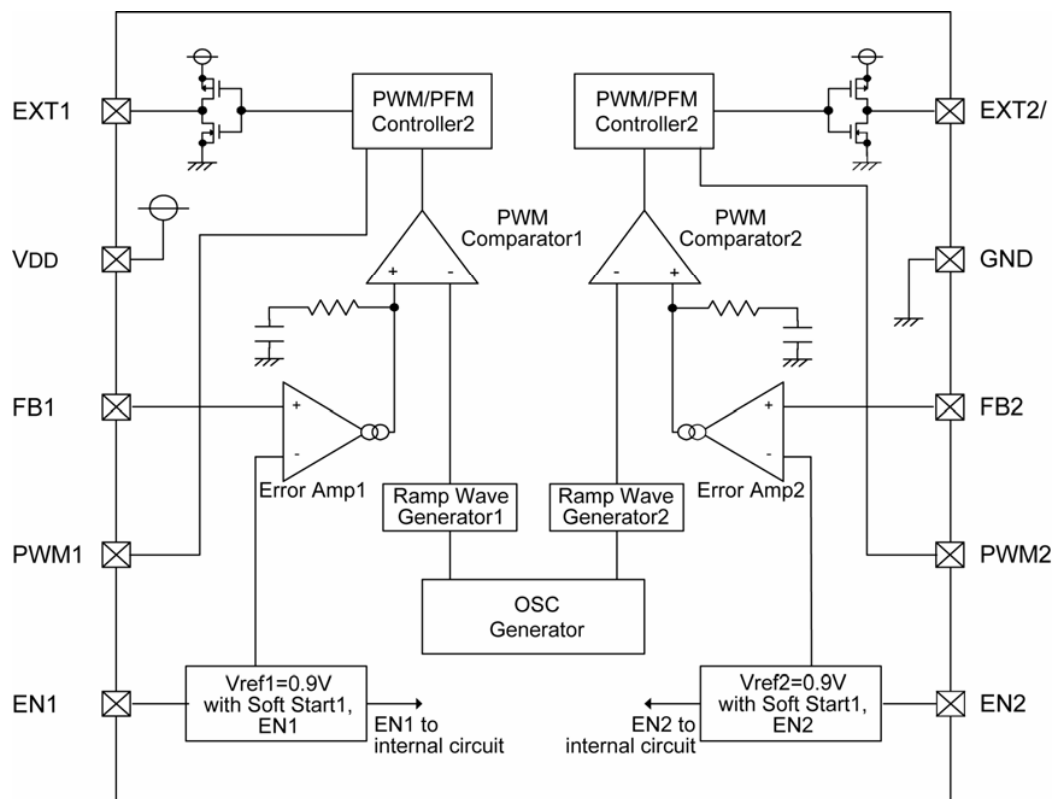 PWM/PFM
Controller2
PWM/PFM
Controller2
EXT1
EXT2/
PWM
Comparator1
PWM
Comparator2
VDD
GND
+ -
- +
FB1
+
-
Error Amp1
FB2
+
-
Error Amp2
Ramp Wave
Generator1
Ramp Wave
Generator2
PWM1
PWM2
OSC
Generator
EN1
Vref1=0.9V
with Soft Start1,
EN1
EN1 to
internal circuit
EN2 to
internal circuit
Vref2=0.9V
with Soft Start1,
EN2
EN2